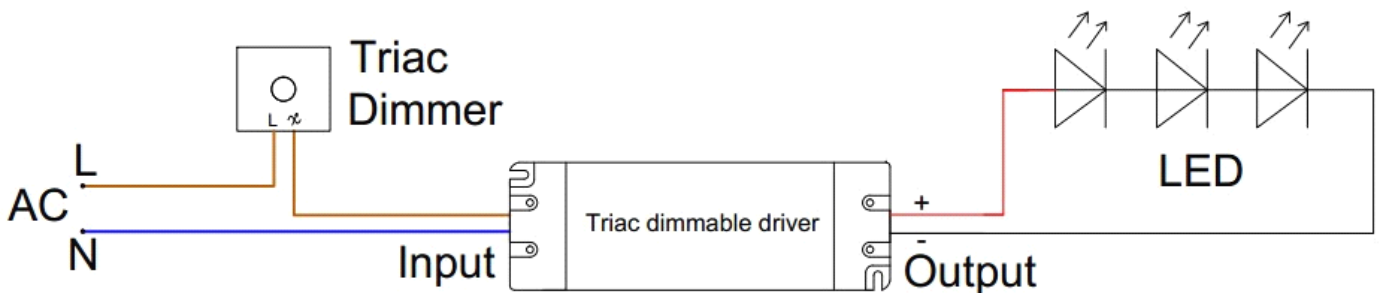 Triac
Dimmer
L
L
AC
N
Input
Triac dimmable driver
+
-
Output
LED